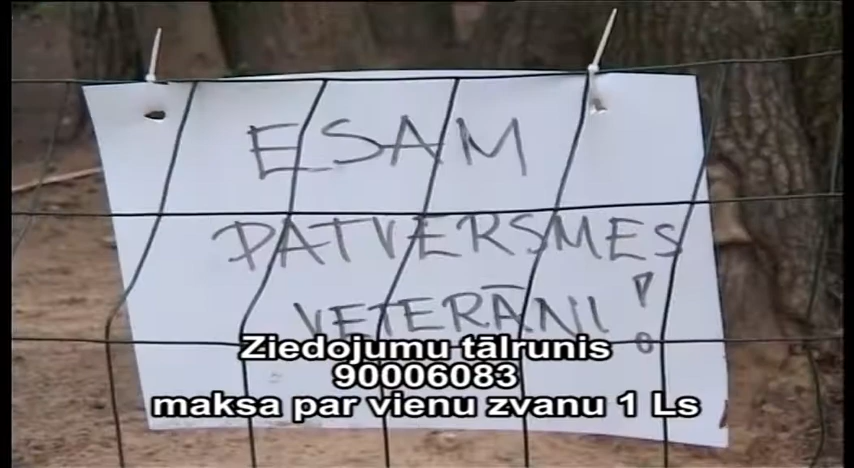 ESAM
PATVERSMES
VETERĀNI!
Ziedojumu tālrunis
90006083
maksa par vienu zvanu 1 Ls